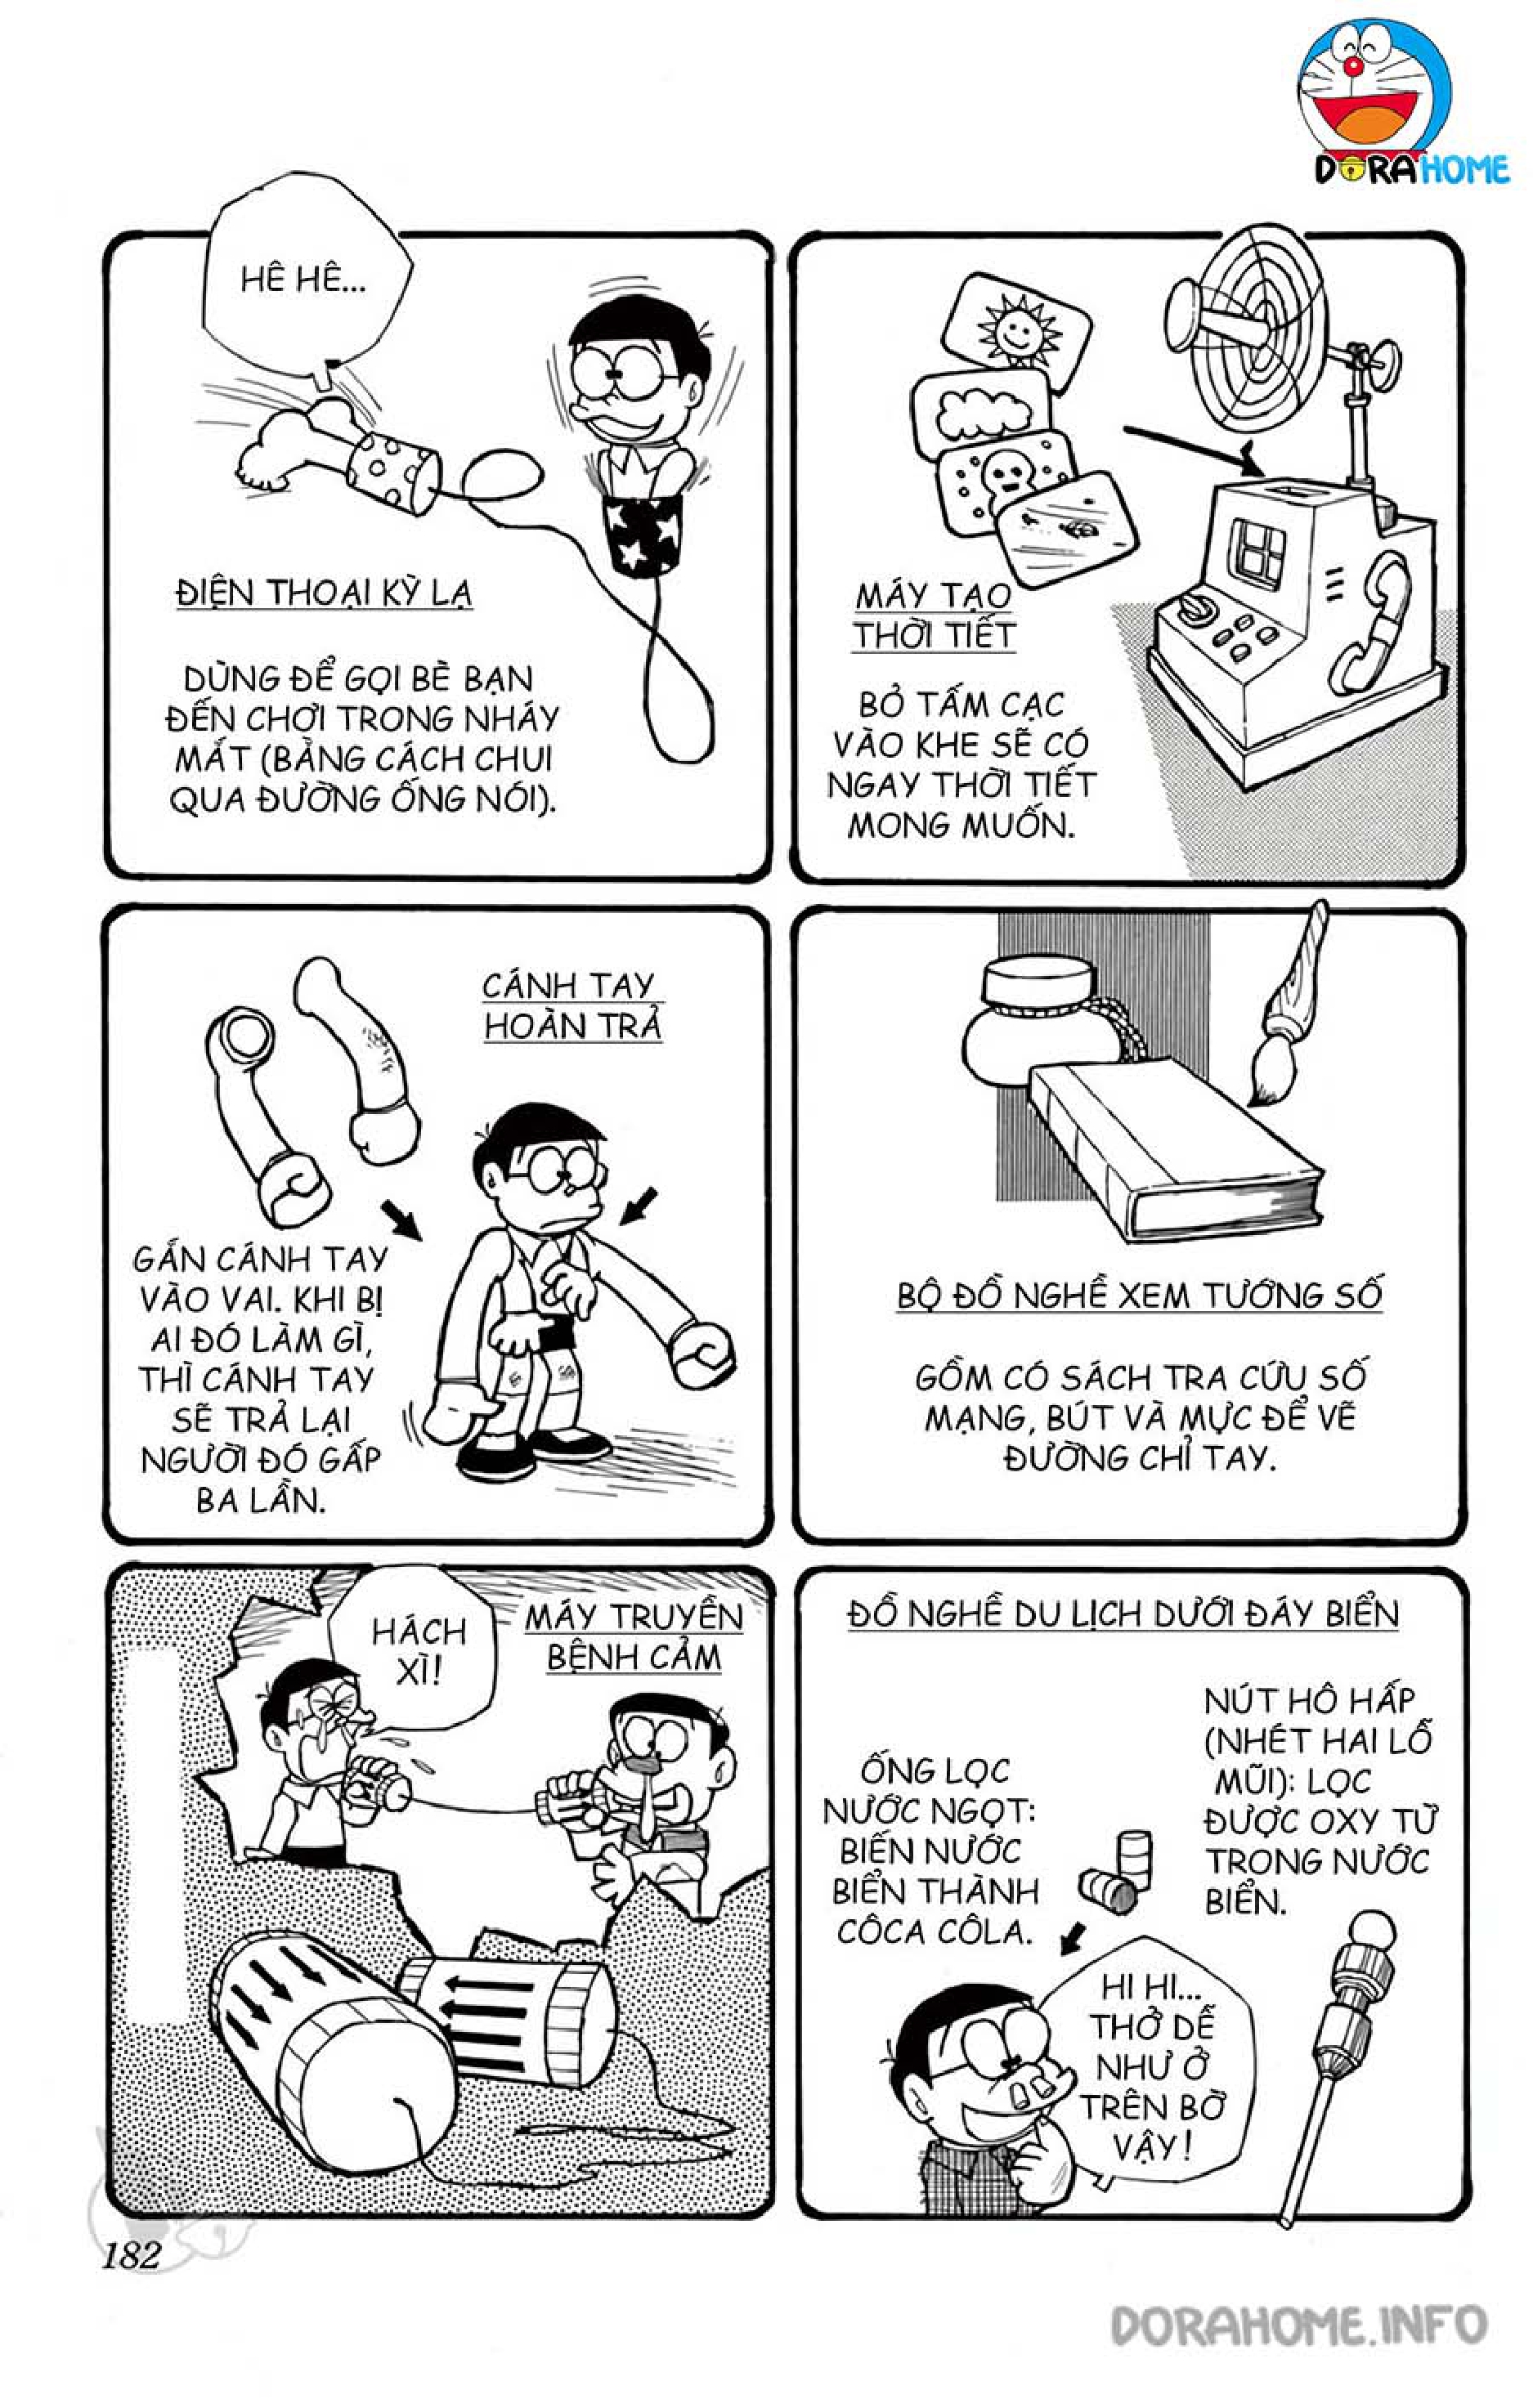 DORAHOME
HÊ HÊ...
ĐIỆN THOẠI KỲ LẠ
DÙNG ĐỂ GỌI BÈ BẠN
ĐẾN CHƠI TRONG NHÁY
MẮT (BẰNG CÁCH CHUI
QUA ĐƯỜNG ỐNG NÓI).
MÁY TẠO
THỜI TIẾT
BỎ TẤM CẠC
VÀO KHE SẼ CÓ
NGAY THỜI TIẾT
MONG MUỐN.
CÁNH TAY
HOÀN TRẢ
GẮN CÁNH TAY
VÀO VAI. KHI BỊ
AI ĐÓ LÀM GÌ,
THÌ CÁNH TAY
SẼ TRẢ LẠI
NGƯỜI ĐÓ GẤP
BA LẦN.
BỘ ĐỒ NGHỀ XEM TƯỚNG SỐ
GỒM CÓ SÁCH TRA CỨU SỐ
MẠNG, BÚT VÀ MỰC ĐỂ VẼ
ĐƯỜNG CHỈ TAY.
HÁCH
XÌ!
MÁY TRUYỀN
BỆNH CẢM
ĐỒ NGHỀ DU LỊCH DƯỚI ĐÁY BIỂN
ỐNG LỌC
NƯỚC NGỌT:
BIẾN NƯỚC
BIỂN THÀNH
CÔCA CÔLA.
NÚT HÔ HẤP
(NHÉT HAI LỖ
MŨI): LỌC
ĐƯỢC OXY TỪ
TRONG NƯỚC
BIỂN.
HI HI...
THỞ DỄ
NHƯ Ở
TRÊN BỜ
VẬY!
182
DORAHOME.INFO